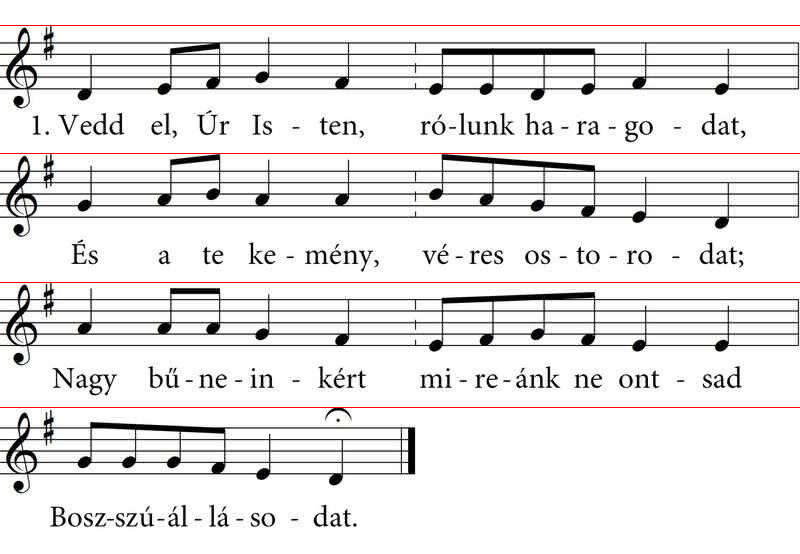 1. Vedd el, Úr Is - ten, ró-lunk ha - ra - go - dat,
És a te ke - mény, vé - res os - to - ro - dat;
Nagy bű - ne - in - kért mi - re - ánk ne ont - sad
Bosz-szú-ál - lá - so - dat.